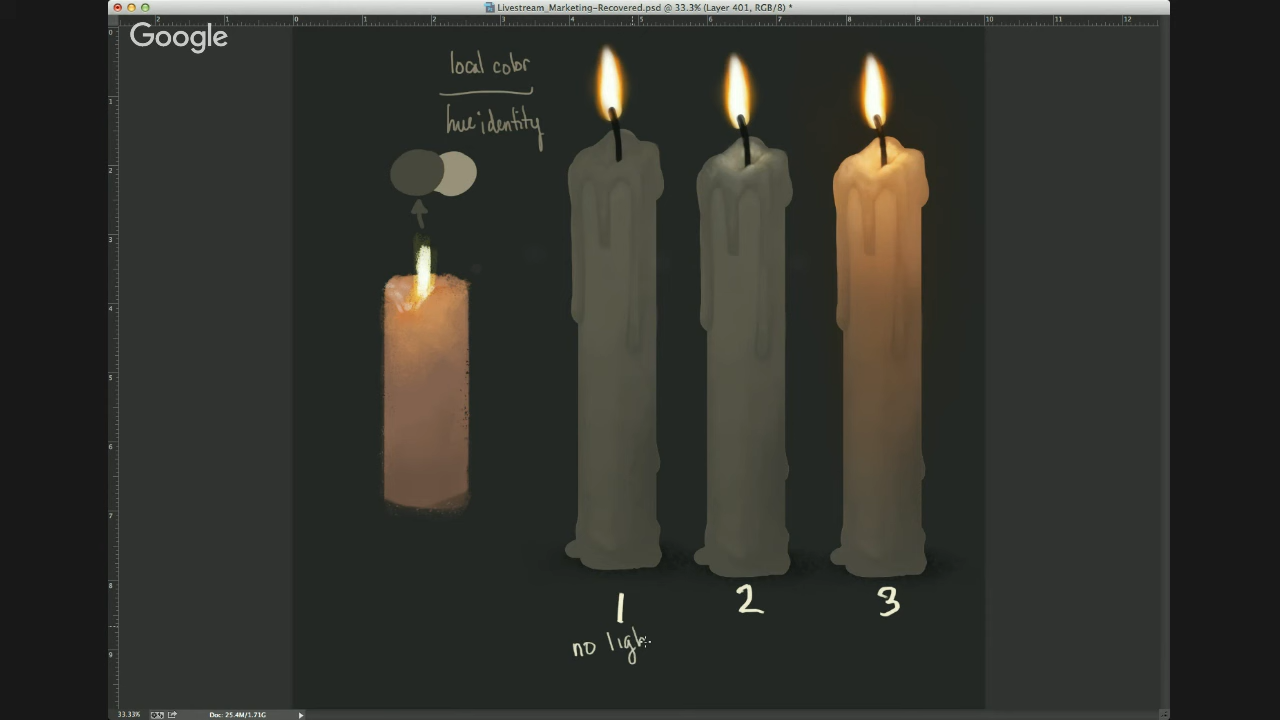 Livestream_Marketing-Recovered.psd @ 33.3% (Layer 401, RGB/8) *
Google
local color
hue identity
1
2
3
no ligh
33.33%
Doc: 25.4M/1.71G